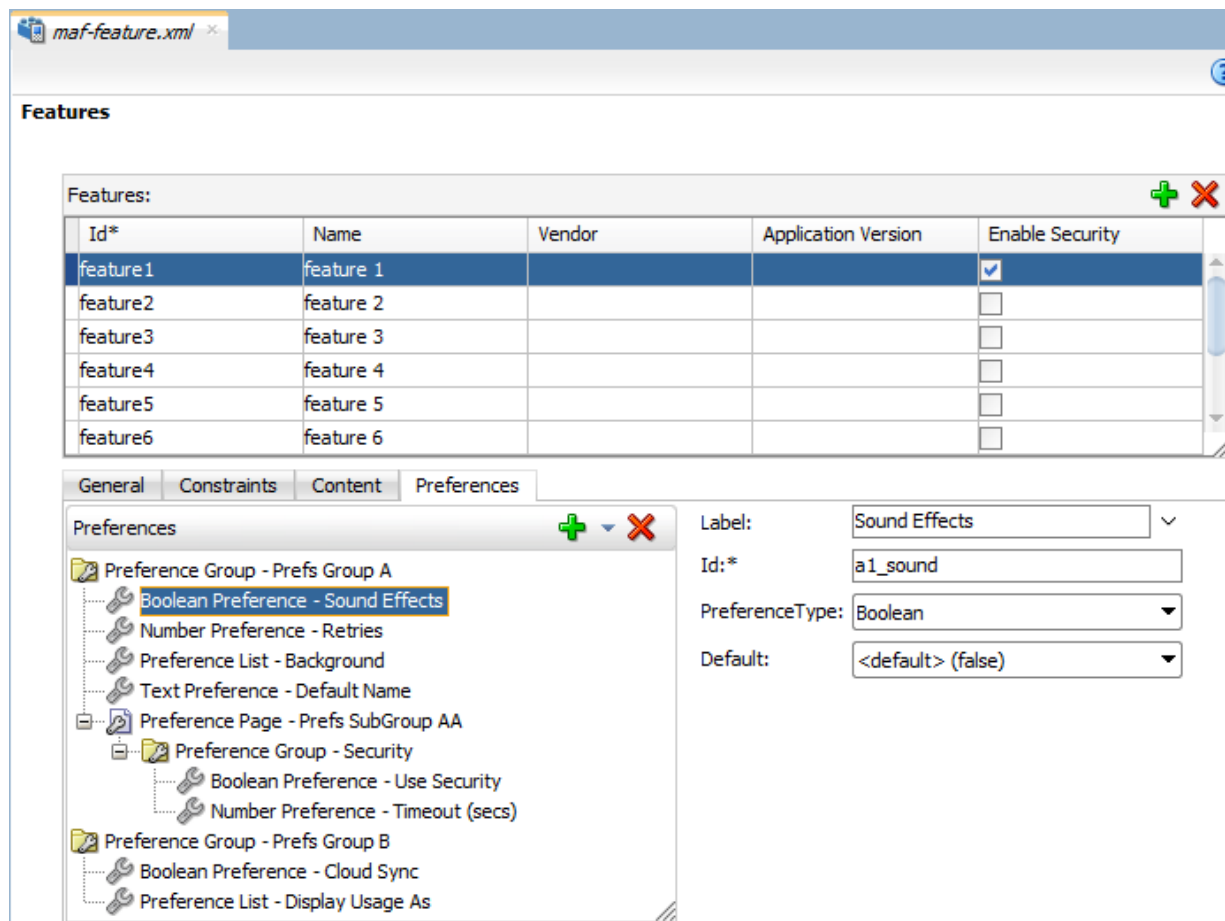 maf-feature.xml
Features
Features:
Id* Name Vendor Application Version Enable Security
feature1 feature 1
feature2 feature 2
feature3 feature 3
feature4 feature 4
feature5 feature 5
feature6 feature 6
General Constraints Content Preferences
Preferences
Preference Group - Prefs Group A
Boolean Preference - Sound Effects
Number Preference - Retries
Preference List - Background
Text Preference - Default Name
Preference Page - Prefs SubGroup AA
Preference Group - Security
Boolean Preference - Use Security
Number Preference - Timeout (secs)
Preference Group - Prefs Group B
Boolean Preference - Cloud Sync
Preference List - Display Usage As
Label: Sound Effects
Id:* a1_sound
PreferenceType: Boolean
Default: <default> (false)